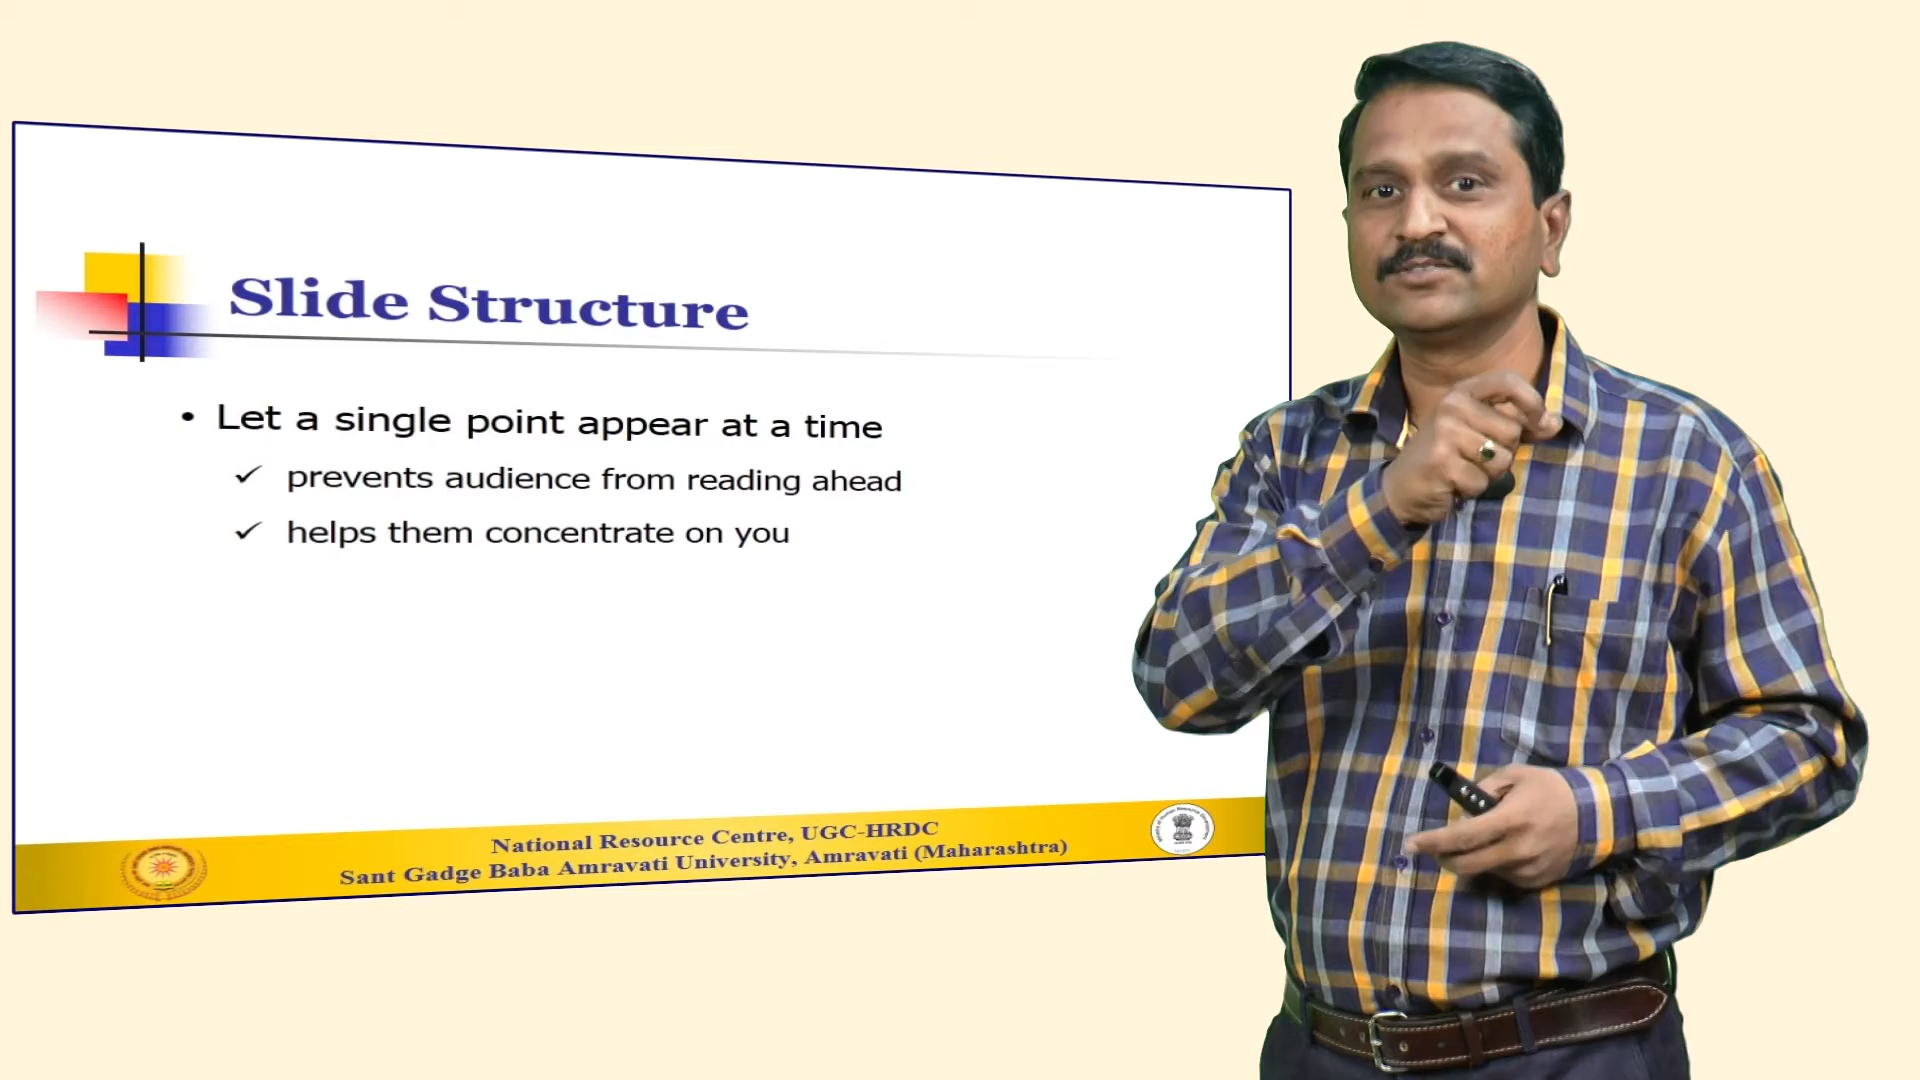 Slide Structure
• Let a single point appear at a time
✓ prevents audience from reading ahead
✓ helps them concentrate on you
National Resource Centre, UGC-HRDC
Sant Gadge Baba Amravati University, Amravati (Maharashtra)